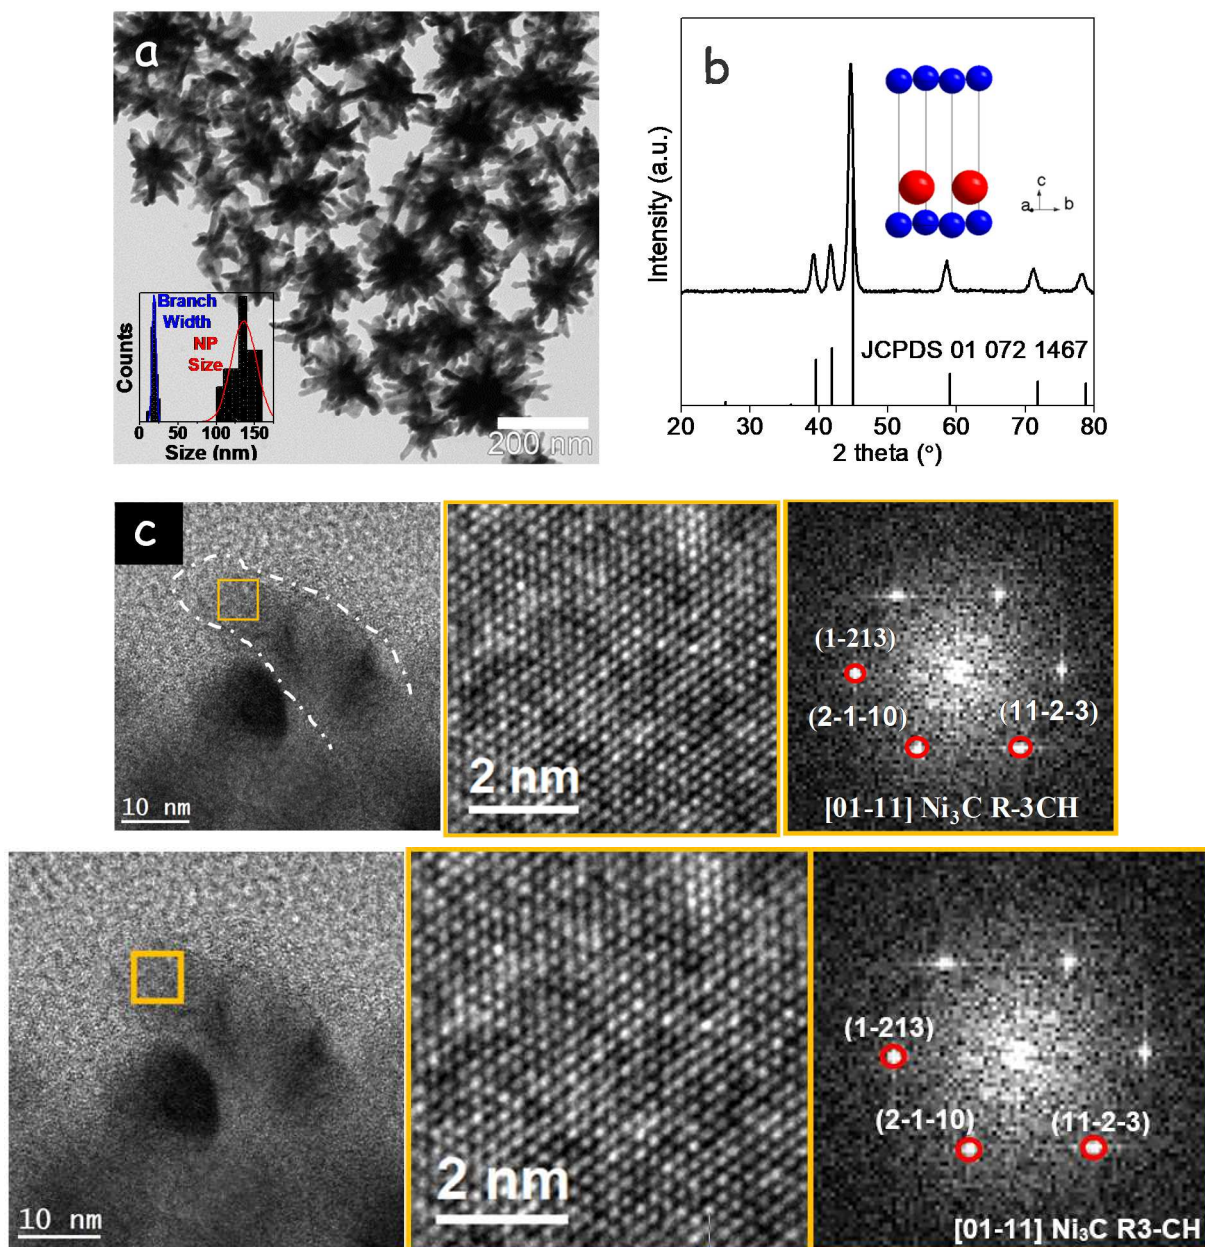 a
Branch
Width
NP
Size
Counts
0 50 100 150
Size (nm)
200 nm
b
Intensity (a.u.)
c
a b
JCPDS 01 072 1467
20 30 40 50 60 70 80
2 theta (°)
c
10 nm
2 nm
(1-213)
(2-1-10)
(11-2-3)
[01-11] Ni₃C R-3CH
10 nm
2 nm
(1-213)
(2-1-10)
(11-2-3)
[01-11] Ni₃C R3-CH